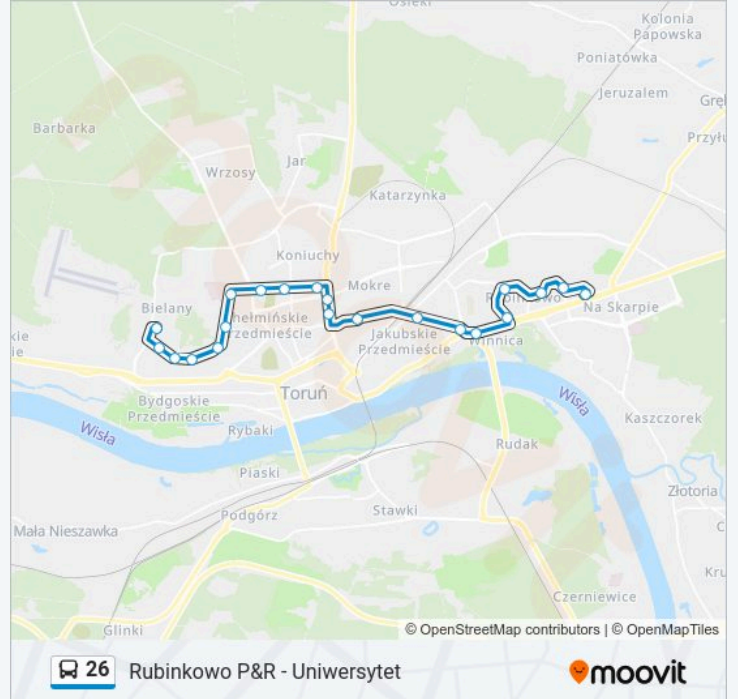 Osieki
Kolonia
Papowska
Poniatówka
Jeruzalem
Barbarka
Wrzosy
Jar
Katarzynka
Koniuchy
Mokre
Bielany
Na Skarpie
Jakubskie
Przedmieście
Winnica
Toruń
Bydgoskie
Przedmieście
Wisła
Rybaki
Wisła
Kaszczorek
Rudak
Piaski
Złotoria
Stawki
Podgórz
Mała Nieszawka
Czerniewice
Glinki
© OpenStreetMap contributors | © OpenMapTiles
26 Rubinkowo P&R - Uniwersytet
moovit